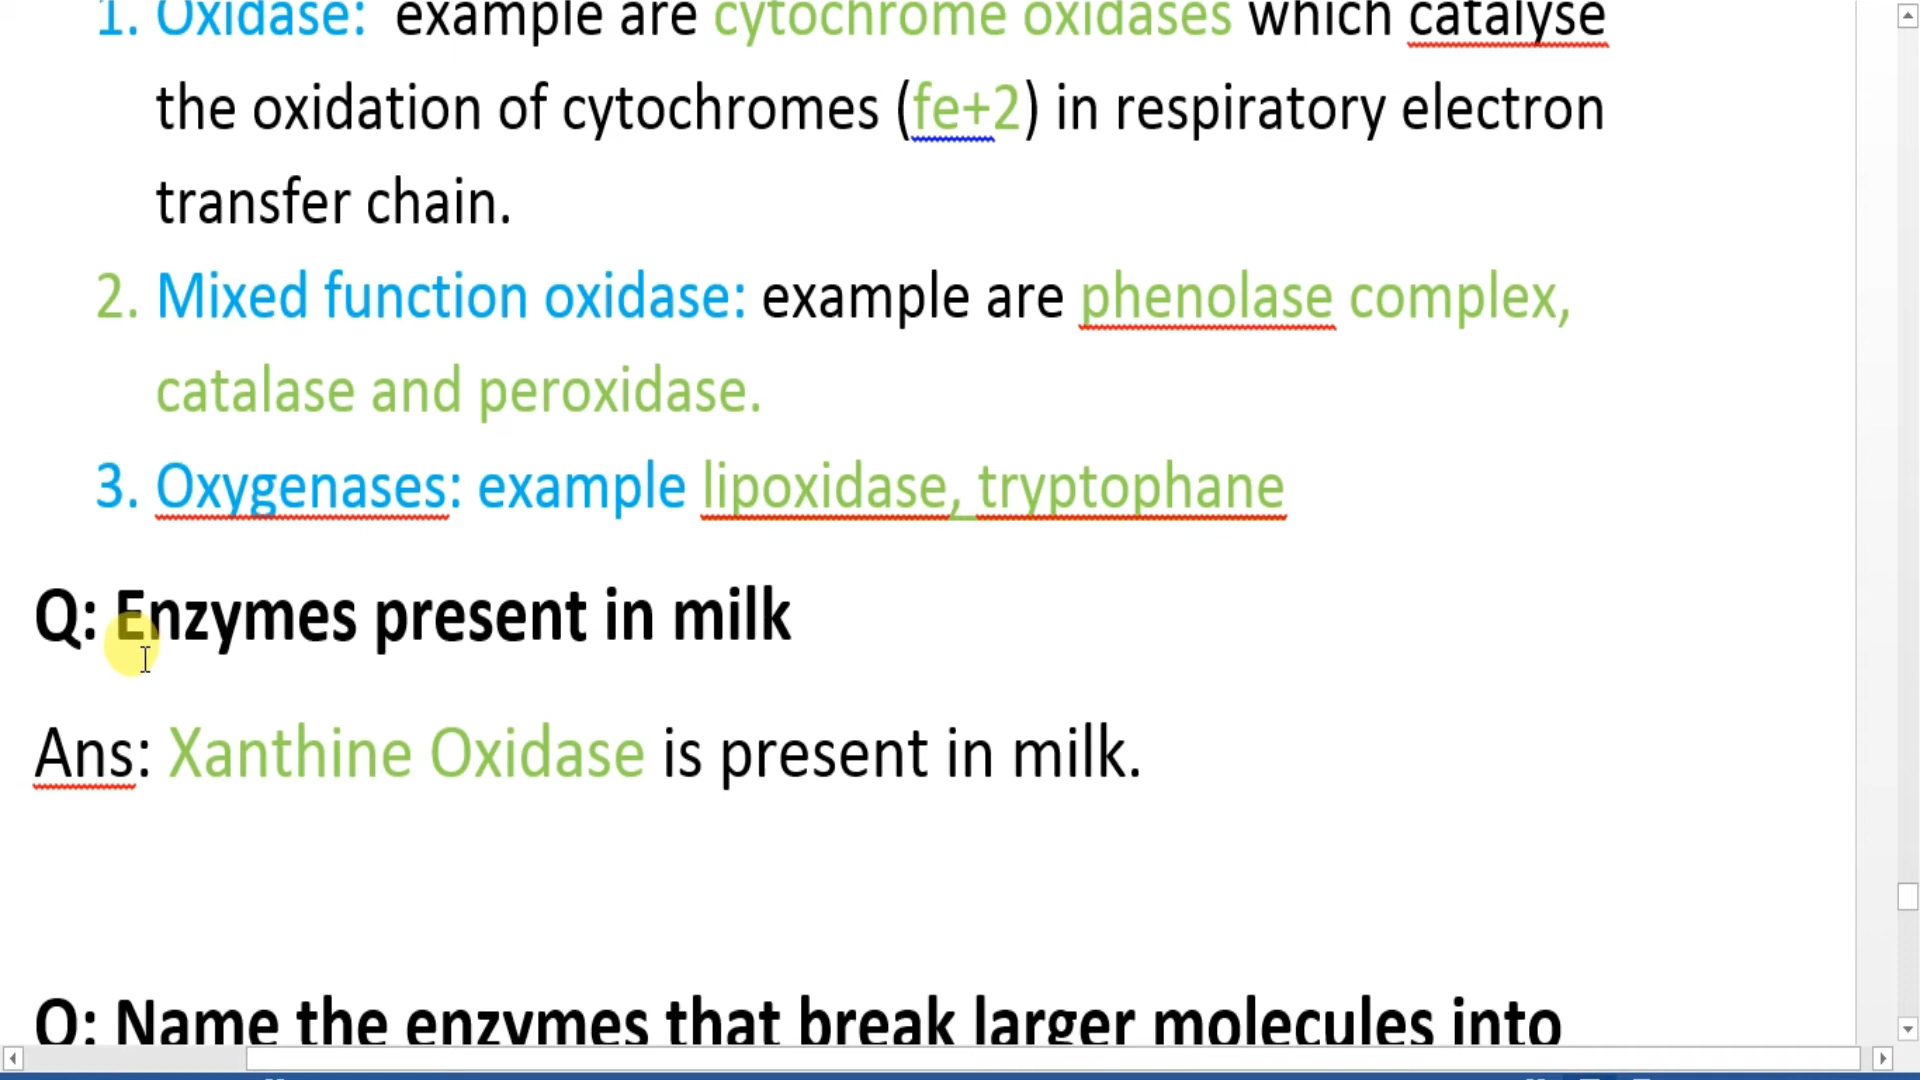 1. Oxidase: example are cytochrome oxidases which catalyse
the oxidation of cytochromes (fe+2) in respiratory electron
transfer chain.
2. Mixed function oxidase: example are phenolase complex,
catalase and peroxidase.
3. Oxygenases: example lipoxidase, tryptophane
Q: Enzymes present in milk
Ans: Xanthine Oxidase is present in milk.
Q: Name the enzymes that break larger molecules into